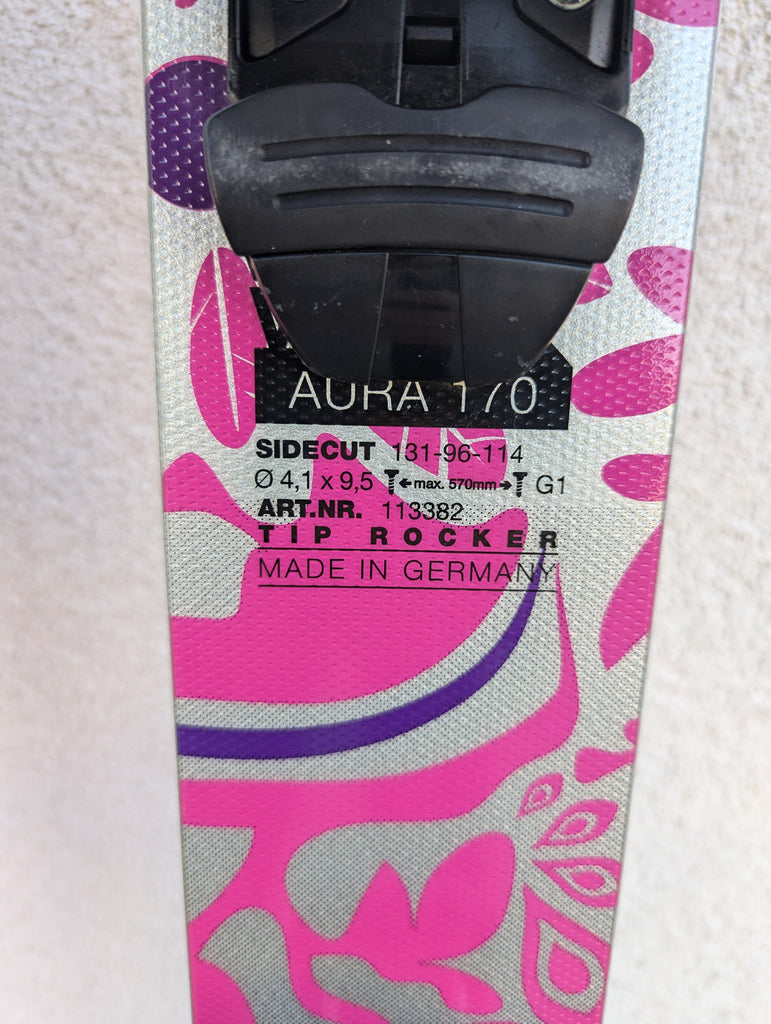 AURA 170
SIDECUT 131-96-114
Ø 4,1 x 9,5 max. 570mm G1
ART.NR. 113382
TIP ROCKER
MADE IN GERMANY